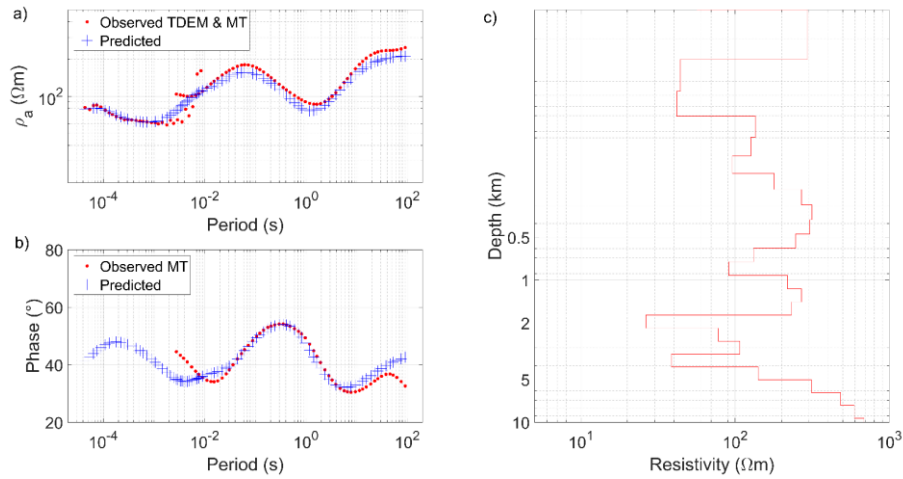 a)
Observed TDEM & MT
Predicted
10²
ρₐ (Ωm)
10⁻⁴
10⁻²
10⁰
10²
Period (s)
b)
80
Observed MT
Predicted
60
40
20
Phase (°)
10⁻⁴
10⁻²
10⁰
10²
Period (s)
c)
Depth (km)
0.5
1
2
5
10
10¹
10²
10³
Resistivity (Ωm)